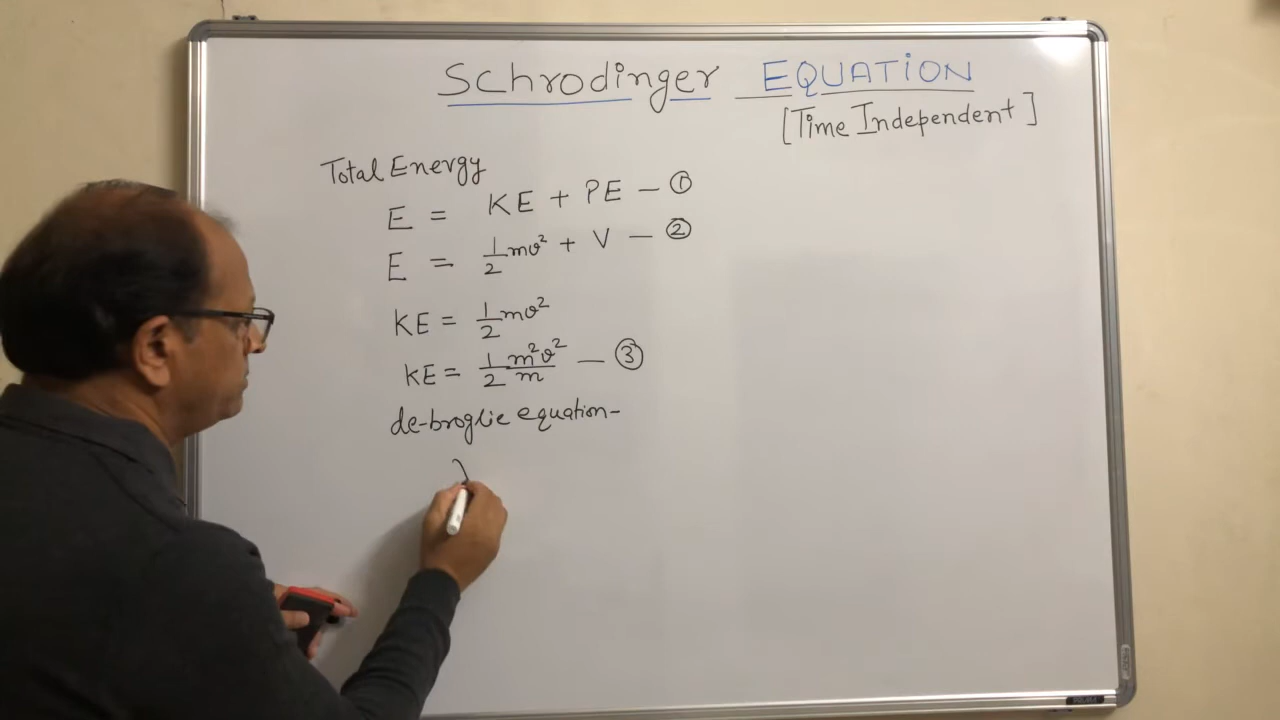 Schrodinger EQUATION
[Time Independent]
Total Energy
E = KE + PE — ①
E = 1/2 mv² + V — ②
KE = 1/2 mv²
KE = 1/2 m²v²/m — ③
de-broglie equation-